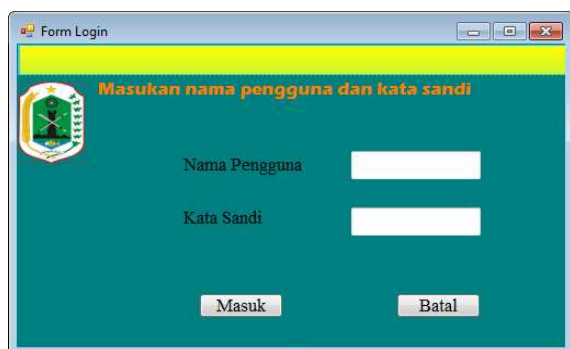 Form Login
Masukan nama pengguna dan kata sandi
Nama Pengguna
Kata Sandi
Masuk Batal